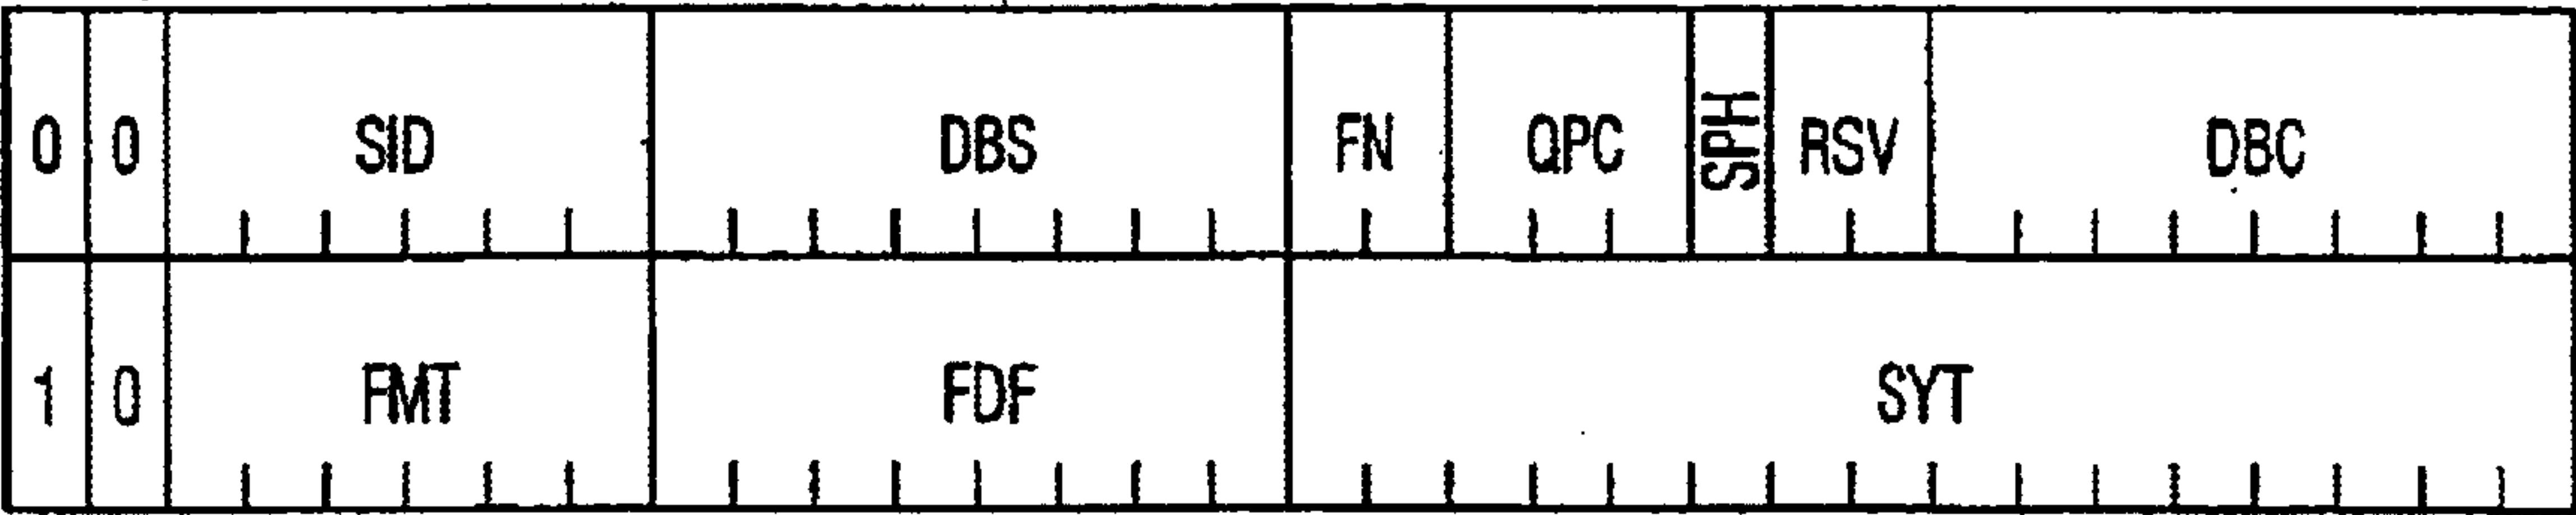 0 0 SID DBS FN QPC SPH RSV DBC
1 0 FMT FDF SYT